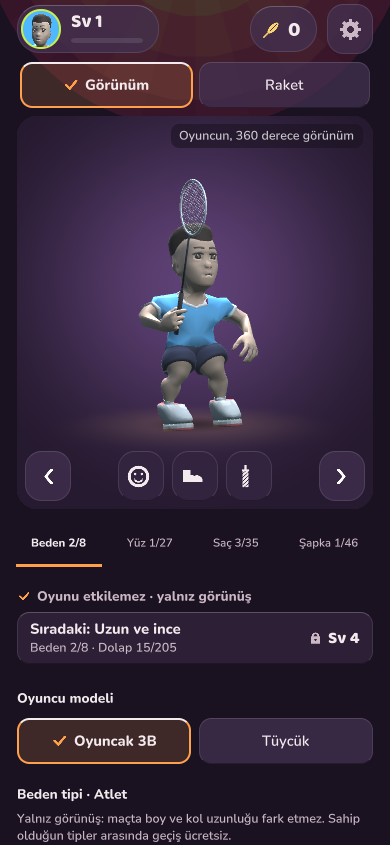 Sv 1
0
Görünüm
Raket
Oyuncun, 360 derece görünüm
Beden 2/8
Yüz 1/27
Saç 3/35
Şapka 1/46
Oyunu etkilemez · yalnız görünüş
Sıradaki: Uzun ve ince
Beden 2/8 · Dolap 15/205
Sv 4
Oyuncu modeli
Oyuncak 3B
Tüycük
Beden tipi · Atlet
Yalnız görünüş: maçta boy ve kol uzunluğu fark etmez. Sahip
olduğun tipler arasında geçiş ücretsiz.